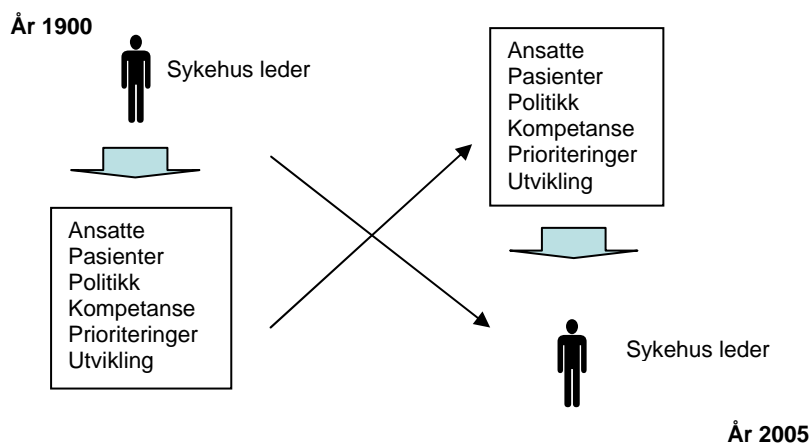 År 1900
Sykehus leder
Ansatte
Pasienter
Politikk
Kompetanse
Prioriteringer
Utvikling
Ansatte
Pasienter
Politikk
Kompetanse
Prioriteringer
Utvikling
Sykehus leder
År 2005